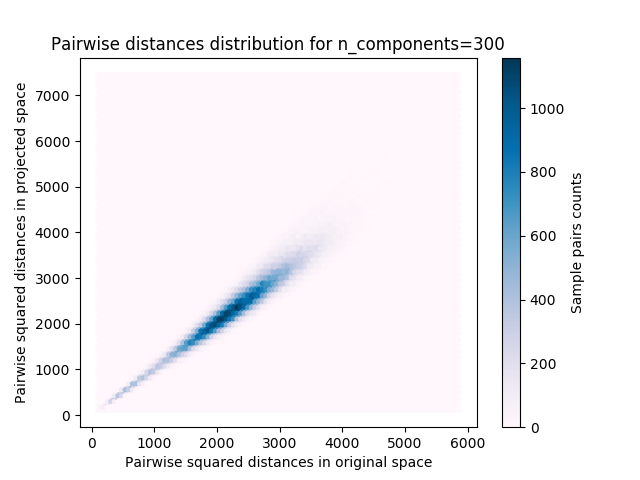 Pairwise distances distribution for n_components=300
Pairwise squared distances in projected space
7000
6000
5000
4000
3000
2000
1000
0
0 1000 2000 3000 4000 5000 6000
Pairwise squared distances in original space
1000
800
600
400
200
0
Sample pairs counts